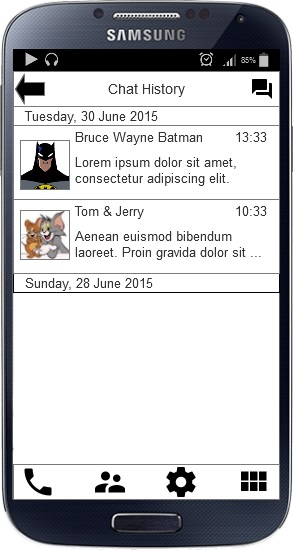 SAMSUNG
85%
Chat History
Tuesday, 30 June 2015
Bruce Wayne Batman 13:33
Lorem ipsum dolor sit amet,
consectetur adipiscing elit.
Tom & Jerry 10:33
Aenean euismod bibendum
laoreet. Proin gravida dolor sit ...
Sunday, 28 June 2015